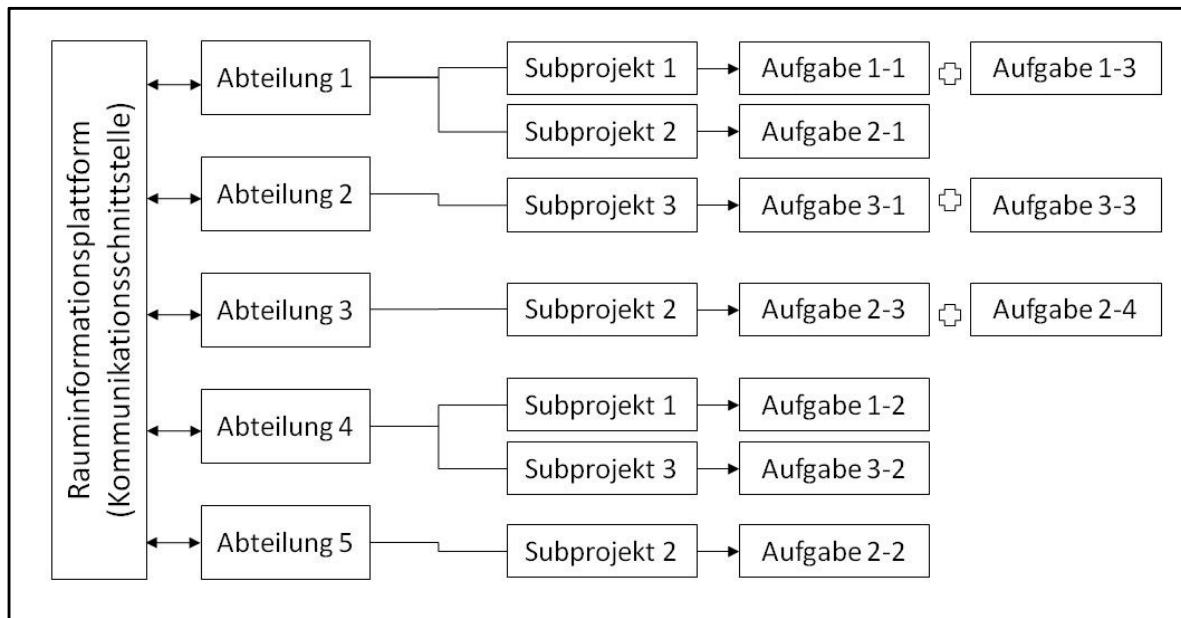 Rauminformationsplattform
(Kommunikationsschnittstelle)
Abteilung 1
Subprojekt 1
Aufgabe 1-1
Aufgabe 1-3
Subprojekt 2
Aufgabe 2-1
Abteilung 2
Subprojekt 3
Aufgabe 3-1
Aufgabe 3-3
Abteilung 3
Subprojekt 2
Aufgabe 2-3
Aufgabe 2-4
Abteilung 4
Subprojekt 1
Aufgabe 1-2
Subprojekt 3
Aufgabe 3-2
Abteilung 5
Subprojekt 2
Aufgabe 2-2